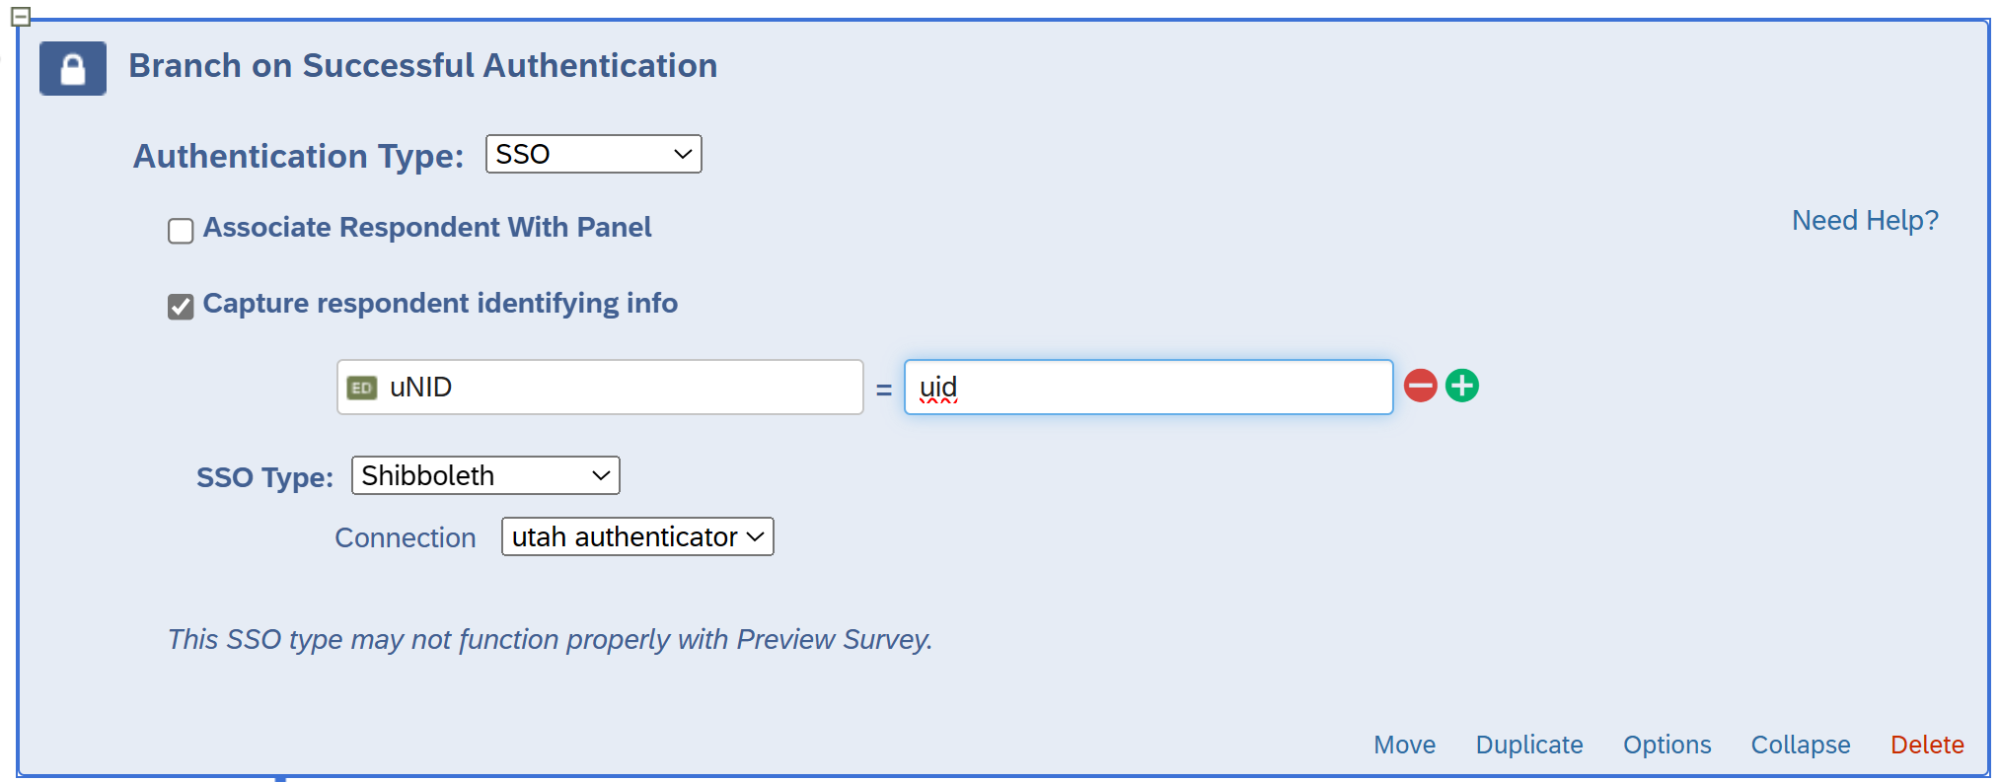 Branch on Successful Authentication
Authentication Type: SSO
Associate Respondent With Panel
Need Help?
Capture respondent identifying info
ED uNID = uid
SSO Type: Shibboleth
Connection utah authenticator
This SSO type may not function properly with Preview Survey.
Move Duplicate Options Collapse Delete